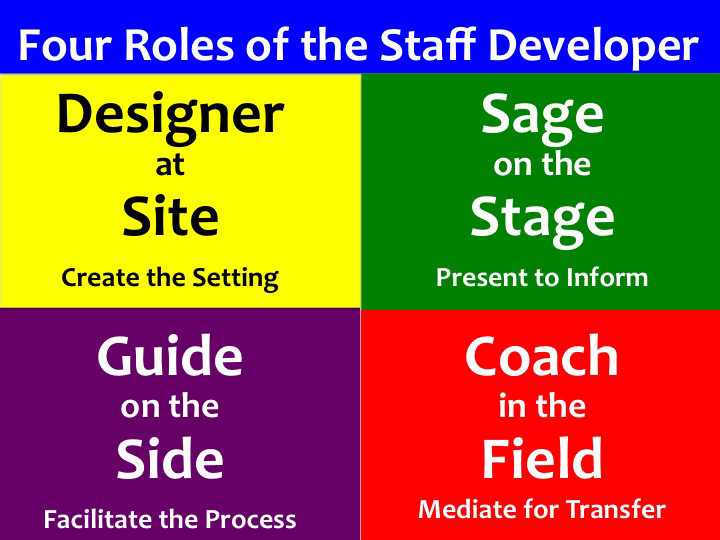 Four Roles of the Staff Developer
Designer
at
Site
Create the Setting
Sage
on the
Stage
Present to Inform
Guide
on the
Side
Facilitate the Process
Coach
in the
Field
Mediate for Transfer